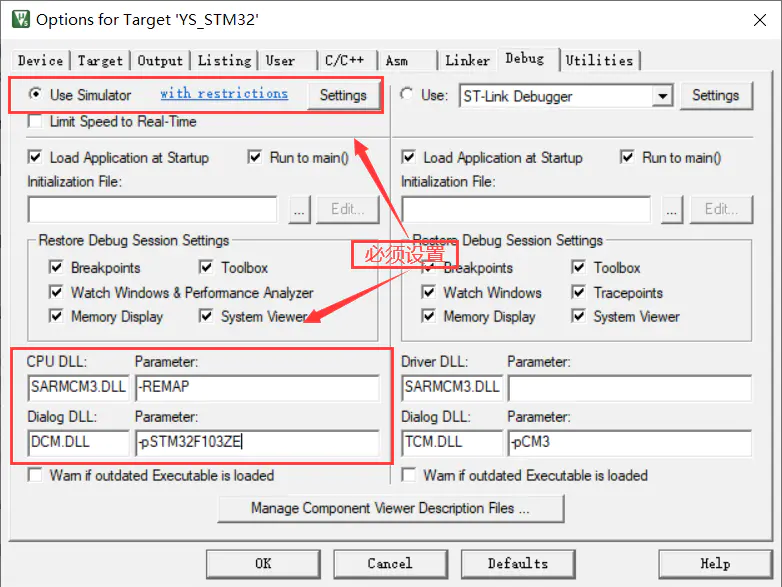 Options for Target 'YS_STM32'
Device Target Output Listing User C/C++ Asm Linker Debug Utilities
Use Simulator with restrictions Settings
Limit Speed to Real-Time
Use: ST-Link Debugger Settings
Load Application at Startup Run to main()
Initialization File:
... Edit...
Load Application at Startup Run to main()
Initialization File:
... Edit...
必须设置
Restore Debug Session Settings
Breakpoints Toolbox
Watch Windows & Performance Analyzer
Memory Display System Viewer
Restore Debug Session Settings
Breakpoints Toolbox
Watch Windows Tracepoints
Memory Display System Viewer
CPU DLL: Parameter:
SARMCM3.DLL -REMAP
Dialog DLL: Parameter:
DCM.DLL -pSTM32F103ZE
Warn if outdated Executable is loaded
Driver DLL: Parameter:
SARMCM3.DLL
Dialog DLL: Parameter:
TCM.DLL -pCM3
Warn if outdated Executable is loaded
Manage Component Viewer Description Files ...
OK Cancel Defaults Help